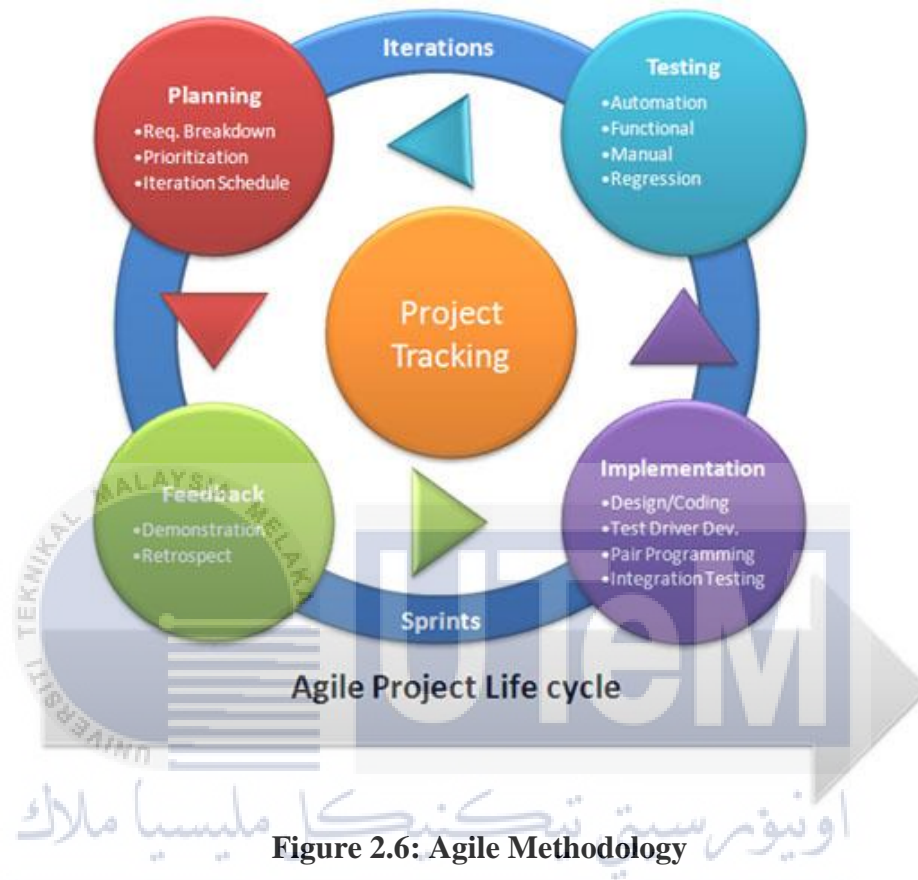 Iterations
Planning
•Req. Breakdown
•Prioritization
•Iteration Schedule
Testing
•Automation
•Functional
•Manual
•Regression
Project
Tracking
Feedback
•Demonstration
•Retrospect
Implementation
•Design/Coding
•Test Driver Dev.
•Pair Programming
•Integration Testing
Sprints
Agile Project Life cycle
UNIVERSITI TEKNIKAL MALAYSIA MELAKA
UTeM
اونيۏرسيتي تيكنيكل مليسيا ملاك
Figure 2.6: Agile Methodology